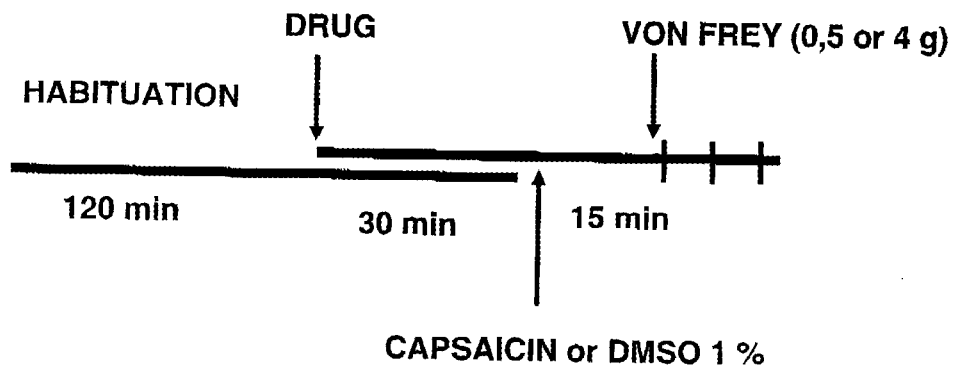 DRUG
VON FREY (0,5 or 4 g)
HABITUATION
120 min
30 min
15 min
CAPSAICIN or DMSO 1 %